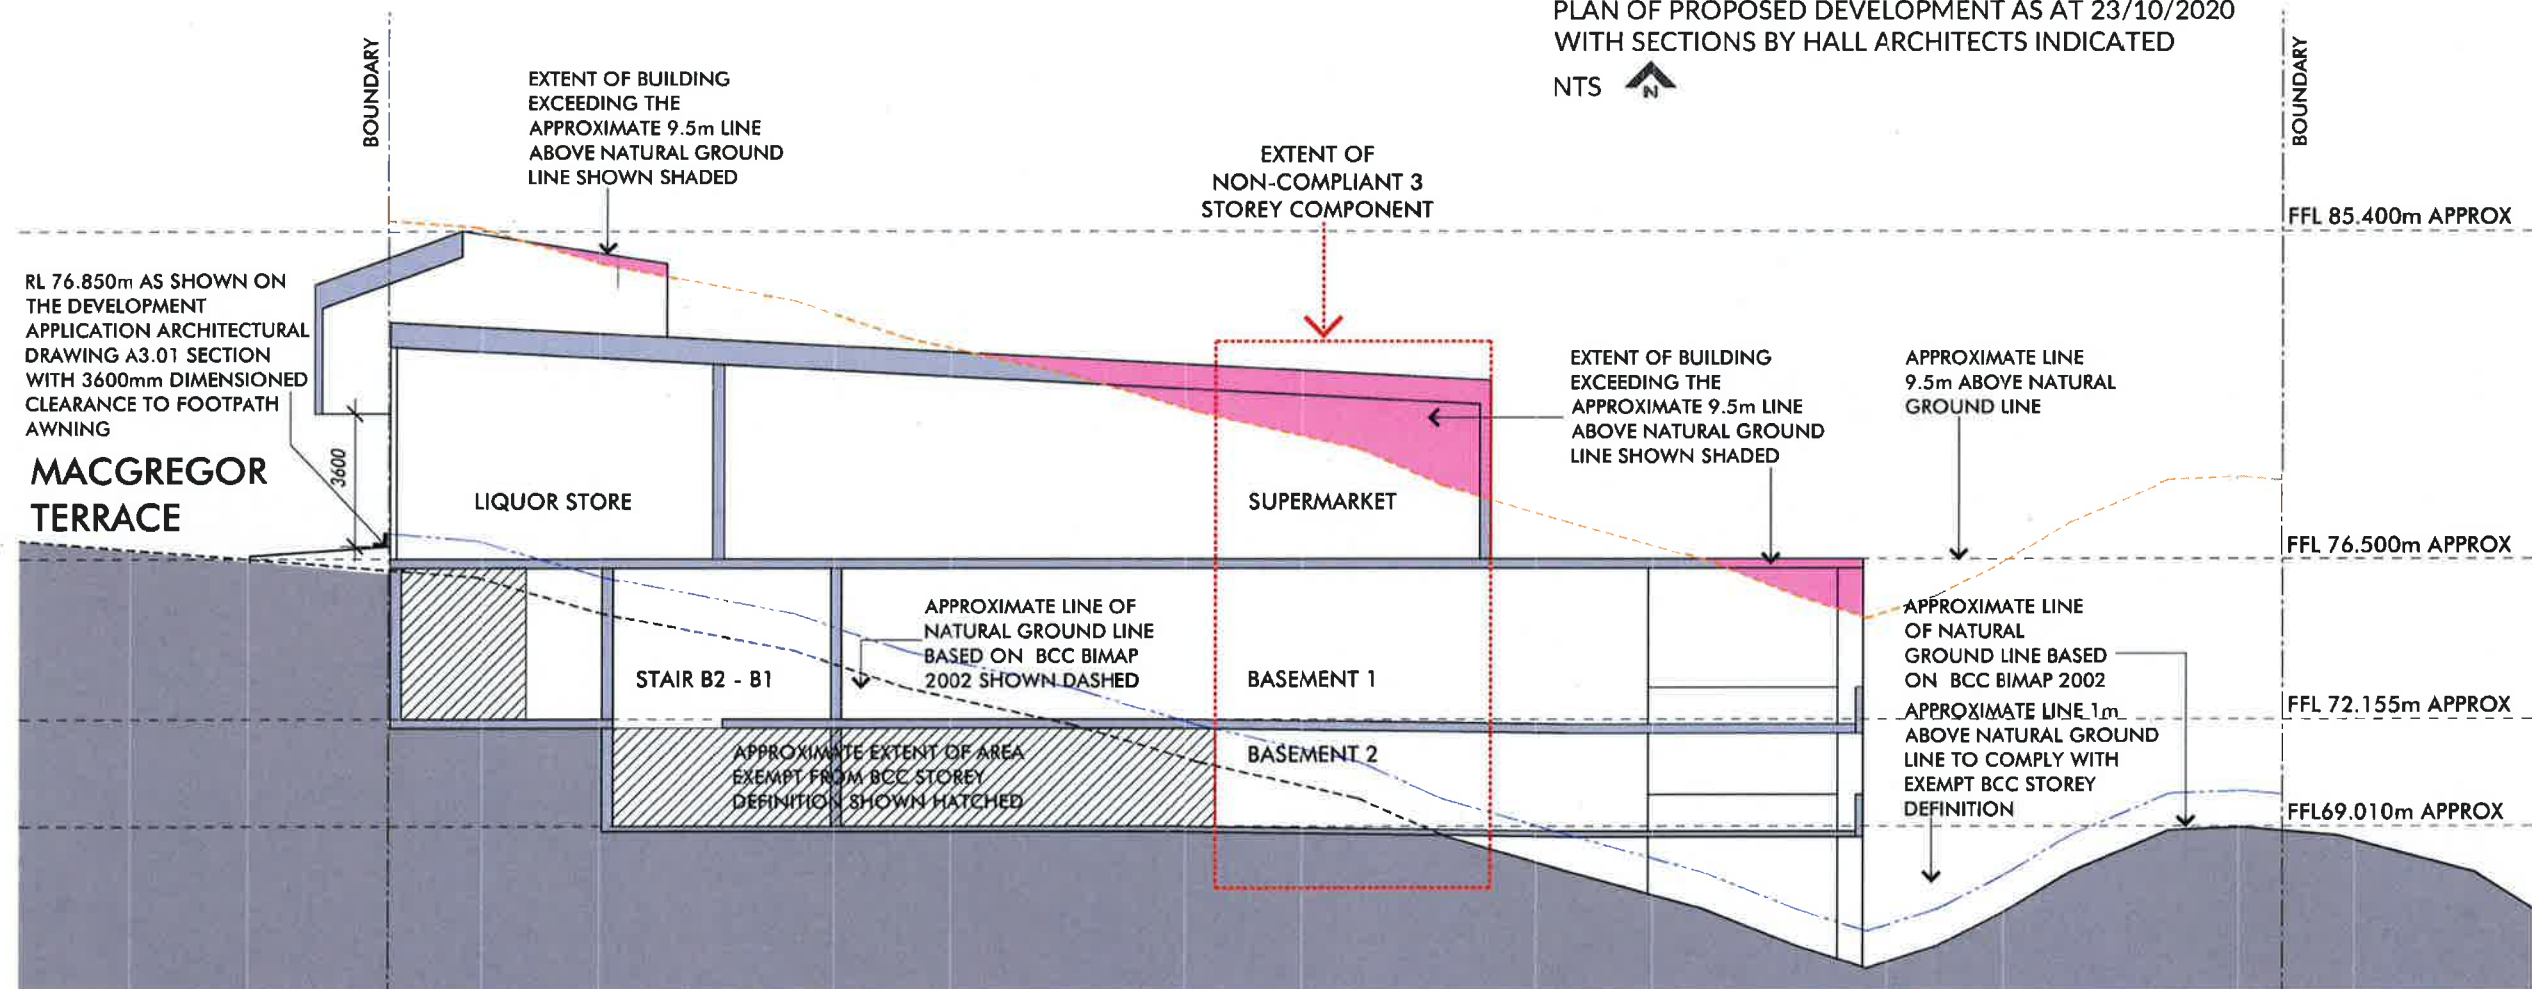 PLAN OF PROPOSED DEVELOPMENT AS AT 23/10/2020
WITH SECTIONS BY HALL ARCHITECTS INDICATED
NTS
N
BOUNDARY
BOUNDARY
EXTENT OF BUILDING
EXCEEDING THE
APPROXIMATE 9.5m LINE
ABOVE NATURAL GROUND
LINE SHOWN SHADED
EXTENT OF
NON-COMPLIANT 3
STOREY COMPONENT
FFL 85.400m APPROX
RL 76.850m AS SHOWN ON
THE DEVELOPMENT
APPLICATION ARCHITECTURAL
DRAWING A3.01 SECTION
WITH 3600mm DIMENSIONED
CLEARANCE TO FOOTPATH
AWNING
MACGREGOR
TERRACE
3600
LIQUOR STORE
SUPERMARKET
EXTENT OF BUILDING
EXCEEDING THE
APPROXIMATE 9.5m LINE
ABOVE NATURAL GROUND
LINE SHOWN SHADED
APPROXIMATE LINE
9.5m ABOVE NATURAL
GROUND LINE
FFL 76.500m APPROX
STAIR B2 - B1
APPROXIMATE LINE OF
NATURAL GROUND LINE
BASED ON BCC BIMAP
2002 SHOWN DASHED
BASEMENT 1
APPROXIMATE LINE
OF NATURAL
GROUND LINE BASED
ON BCC BIMAP 2002
FFL 72.155m APPROX
APPROXIMATE EXTENT OF AREA
EXEMPT FROM BCC STOREY
DEFINITION SHOWN HATCHED
BASEMENT 2
APPROXIMATE LINE 1m
ABOVE NATURAL GROUND
LINE TO COMPLY WITH
EXEMPT BCC STOREY
DEFINITION
FFL69.010m APPROX